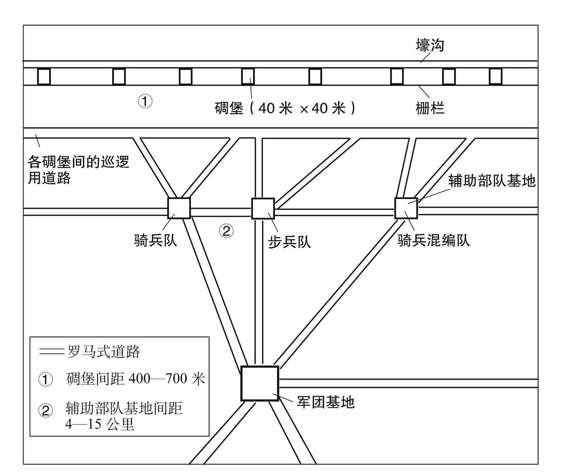 壕沟
①
碉堡（40 米 ×40 米）
栅栏
各碉堡间的巡逻
用道路
辅助部队基地
骑兵队
②
步兵队
骑兵混编队
罗马式道路
① 碉堡间距 400—700 米
② 辅助部队基地间距
4—15 公里
军团基地